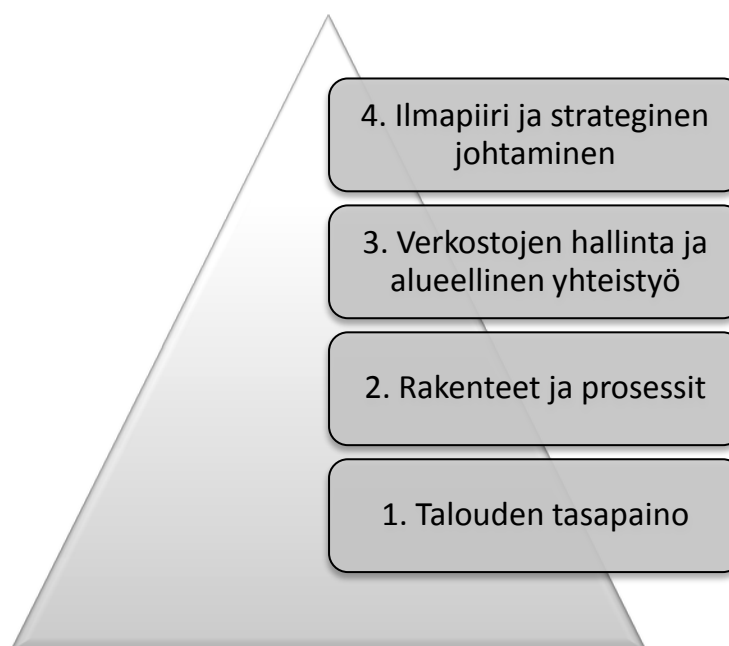 4. Ilmapiiri ja strateginen
johtaminen
3. Verkostojen hallinta ja
alueellinen yhteistyö
2. Rakenteet ja prosessit
1. Talouden tasapaino